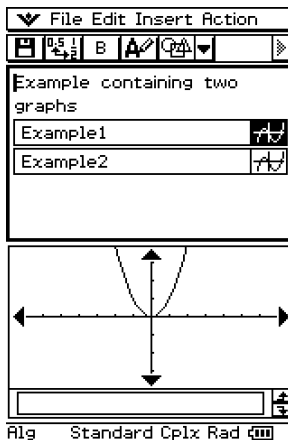 File Edit Insert Action
B
Example containing two
graphs
Example1
Example2
Alg Standard Cplx Rad